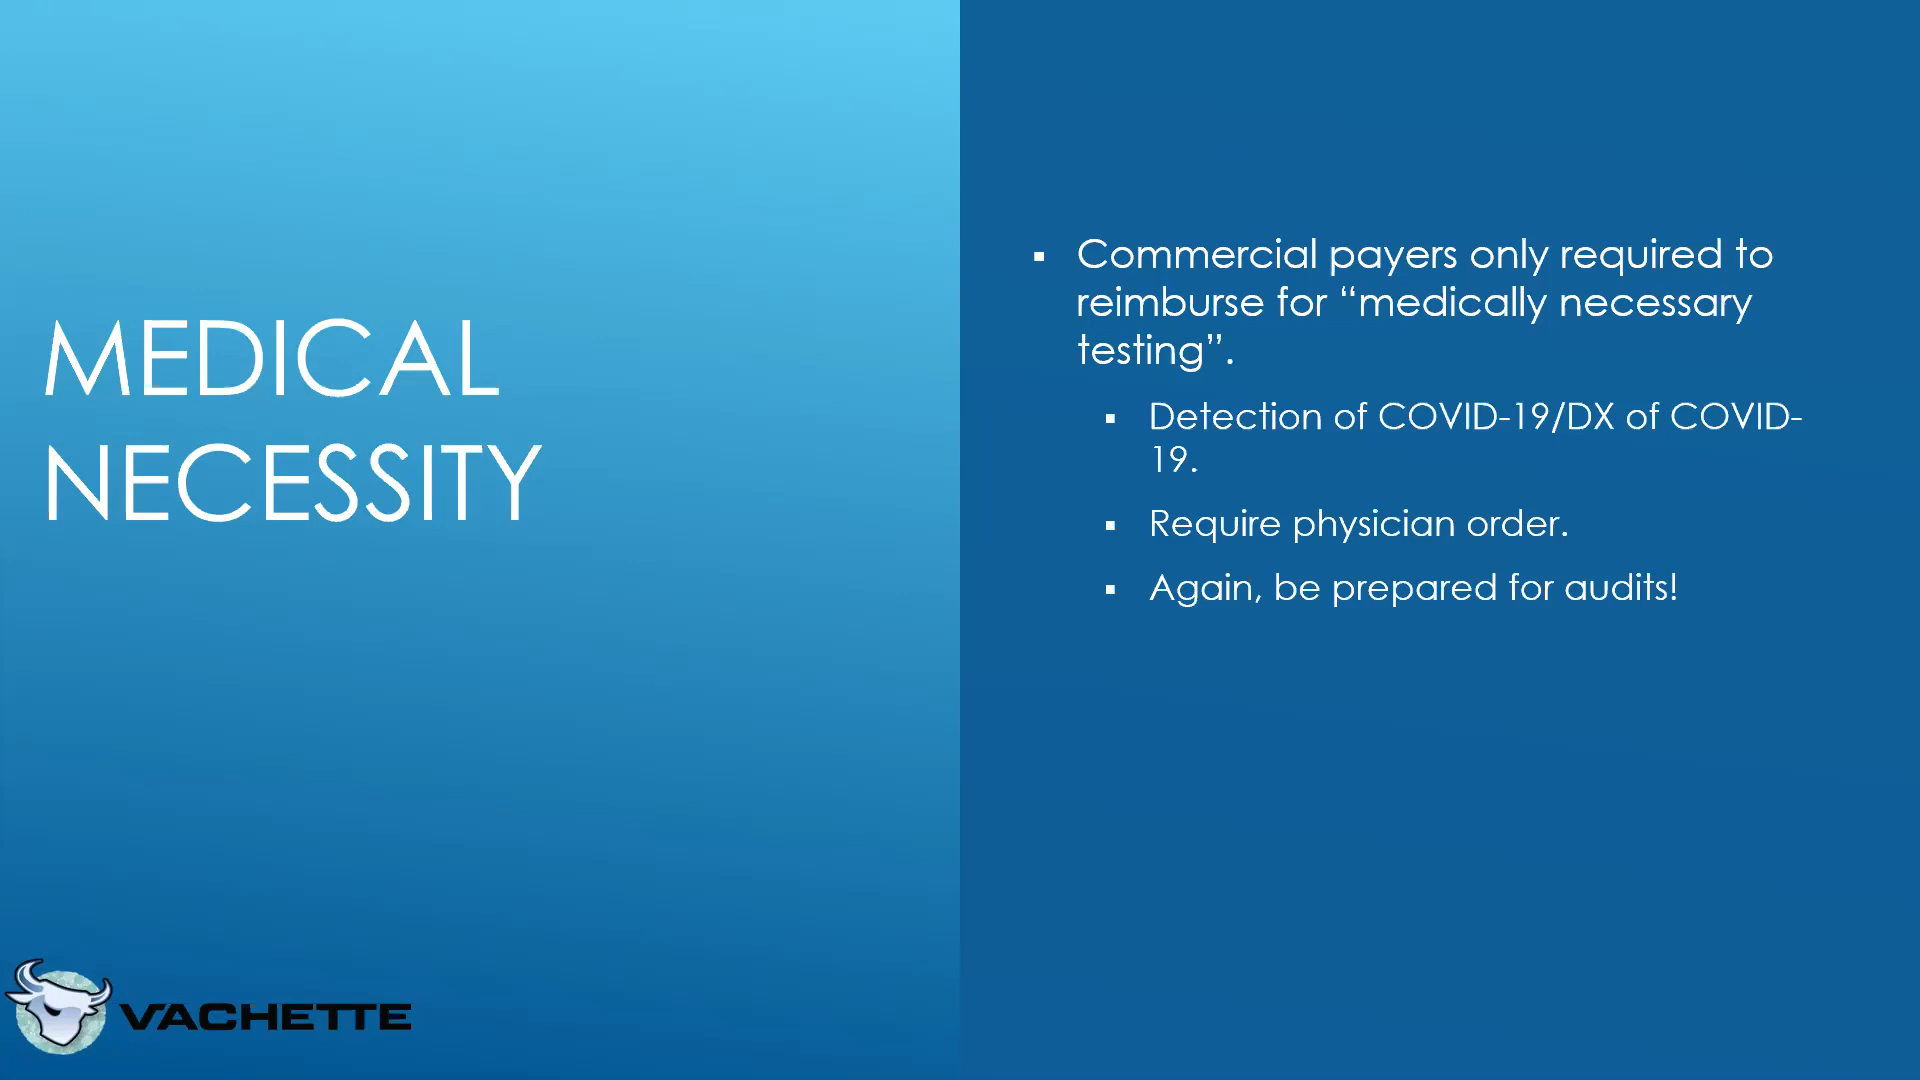 MEDICAL
NECESSITY
▪ Commercial payers only required to
reimburse for “medically necessary
testing”.
▪ Detection of COVID-19/DX of COVID-
19.
▪ Require physician order.
▪ Again, be prepared for audits!
VACHETTE